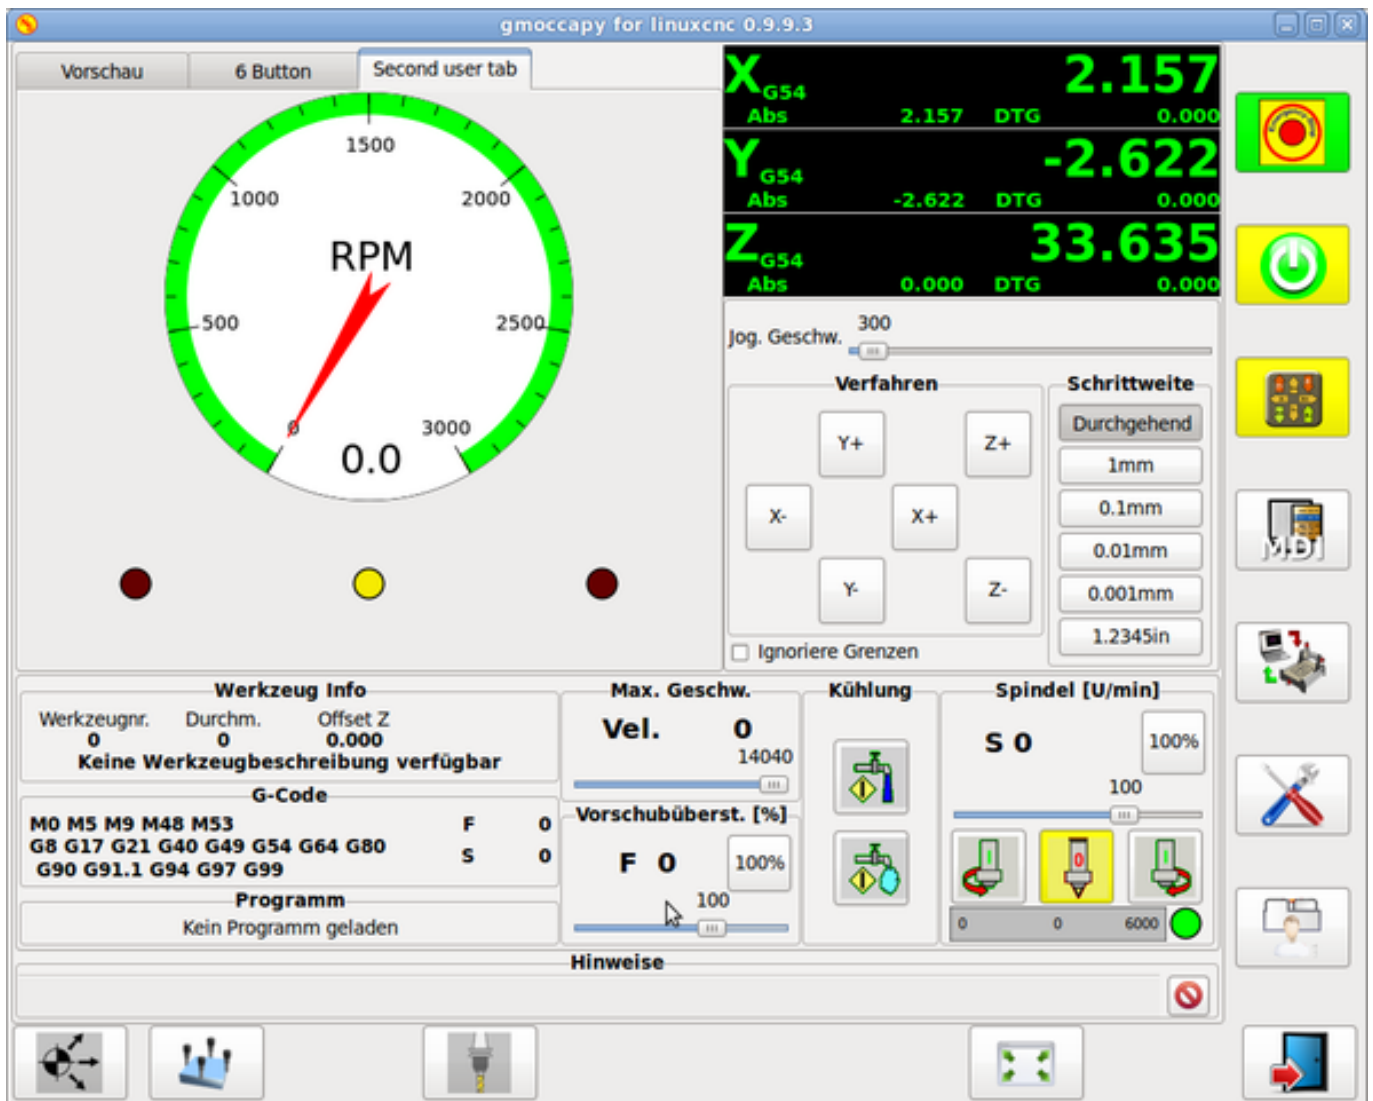 gmoccapy for linuxcnc 0.9.9.3
Vorschau 6 Button Second user tab
0 500 1000 1500 2000 2500 3000
RPM
0.0
X G54 2.157
Abs 2.157 DTG 0.000
Y G54 -2.622
Abs -2.622 DTG 0.000
Z G54 33.635
Abs 0.000 DTG 0.000
Jog. Geschw. 300
Verfahren
Y+ Z+
X- X+
Y- Z-
Ignoriere Grenzen
Schrittweite
Durchgehend
1mm
0.1mm
0.01mm
0.001mm
1.2345in
Werkzeug Info
Werkzeugnr. Durchm. Offset Z
0 0 0.000
Keine Werkzeugbeschreibung verfügbar
G-Code
M0 M5 M9 M48 M53 F 0
G8 G17 G21 G40 G49 G54 G64 G80 S 0
G90 G91.1 G94 G97 G99
Programm
Kein Programm geladen
Max. Geschw.
Vel. 0
14040
Vorschubüberst. [%]
F 0 100%
100
Kühlung
Spindel [U/min]
S 0 100%
100
I 0 I
0 0 6000
Hinweise
Emergency Stop
MDI